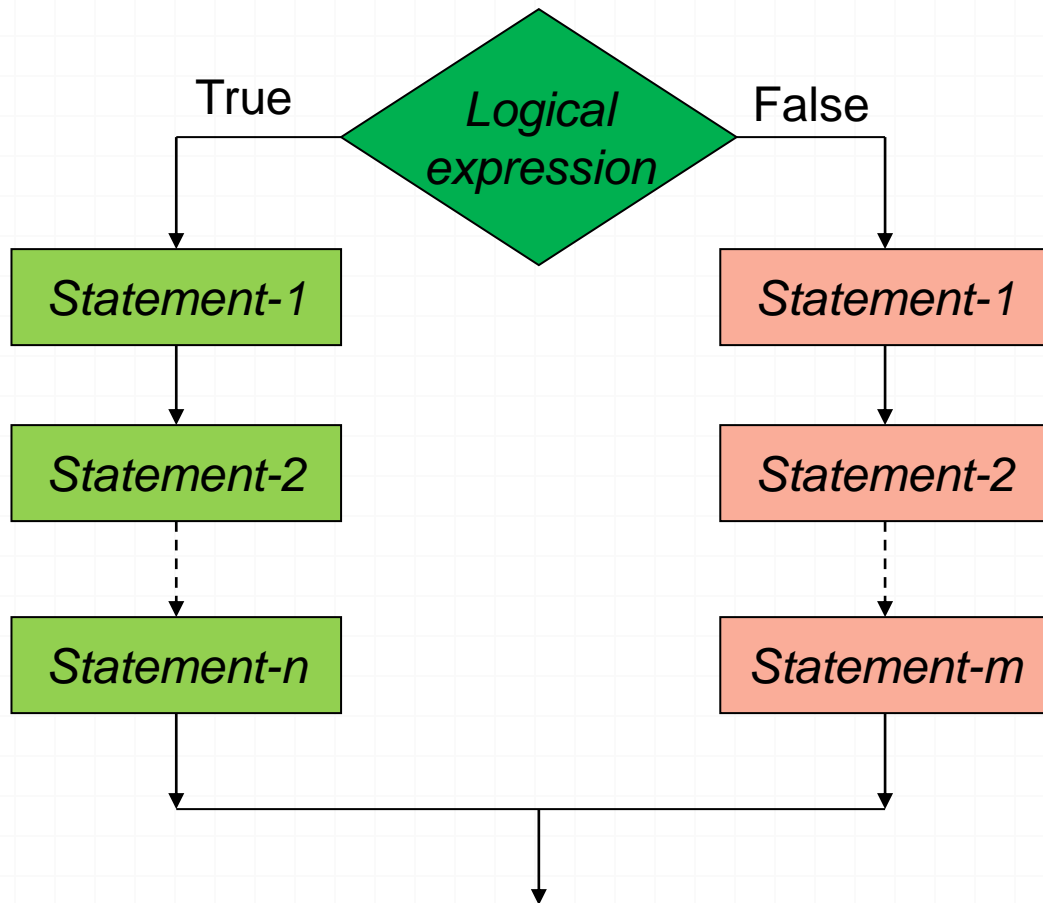 True
Logical
expression
False
Statement-1
Statement-1
Statement-2
Statement-2
Statement-n
Statement-m